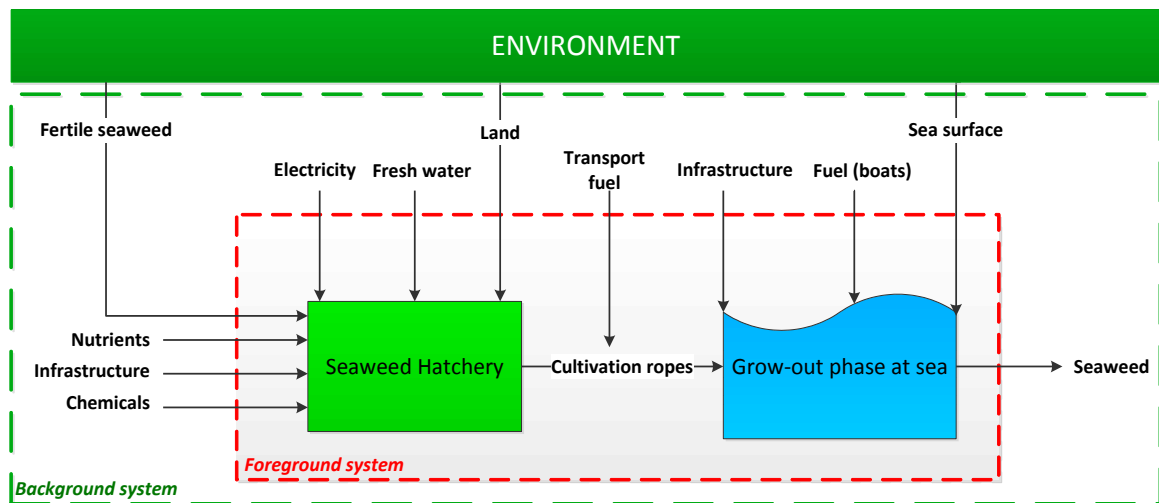 ENVIRONMENT
Fertile seaweed
Land
Sea surface
Electricity
Fresh water
Transport
fuel
Infrastructure
Fuel (boats)
Nutrients
Infrastructure
Chemicals
Seaweed Hatchery
Cultivation ropes
Grow-out phase at sea
Seaweed
Foreground system
Background system